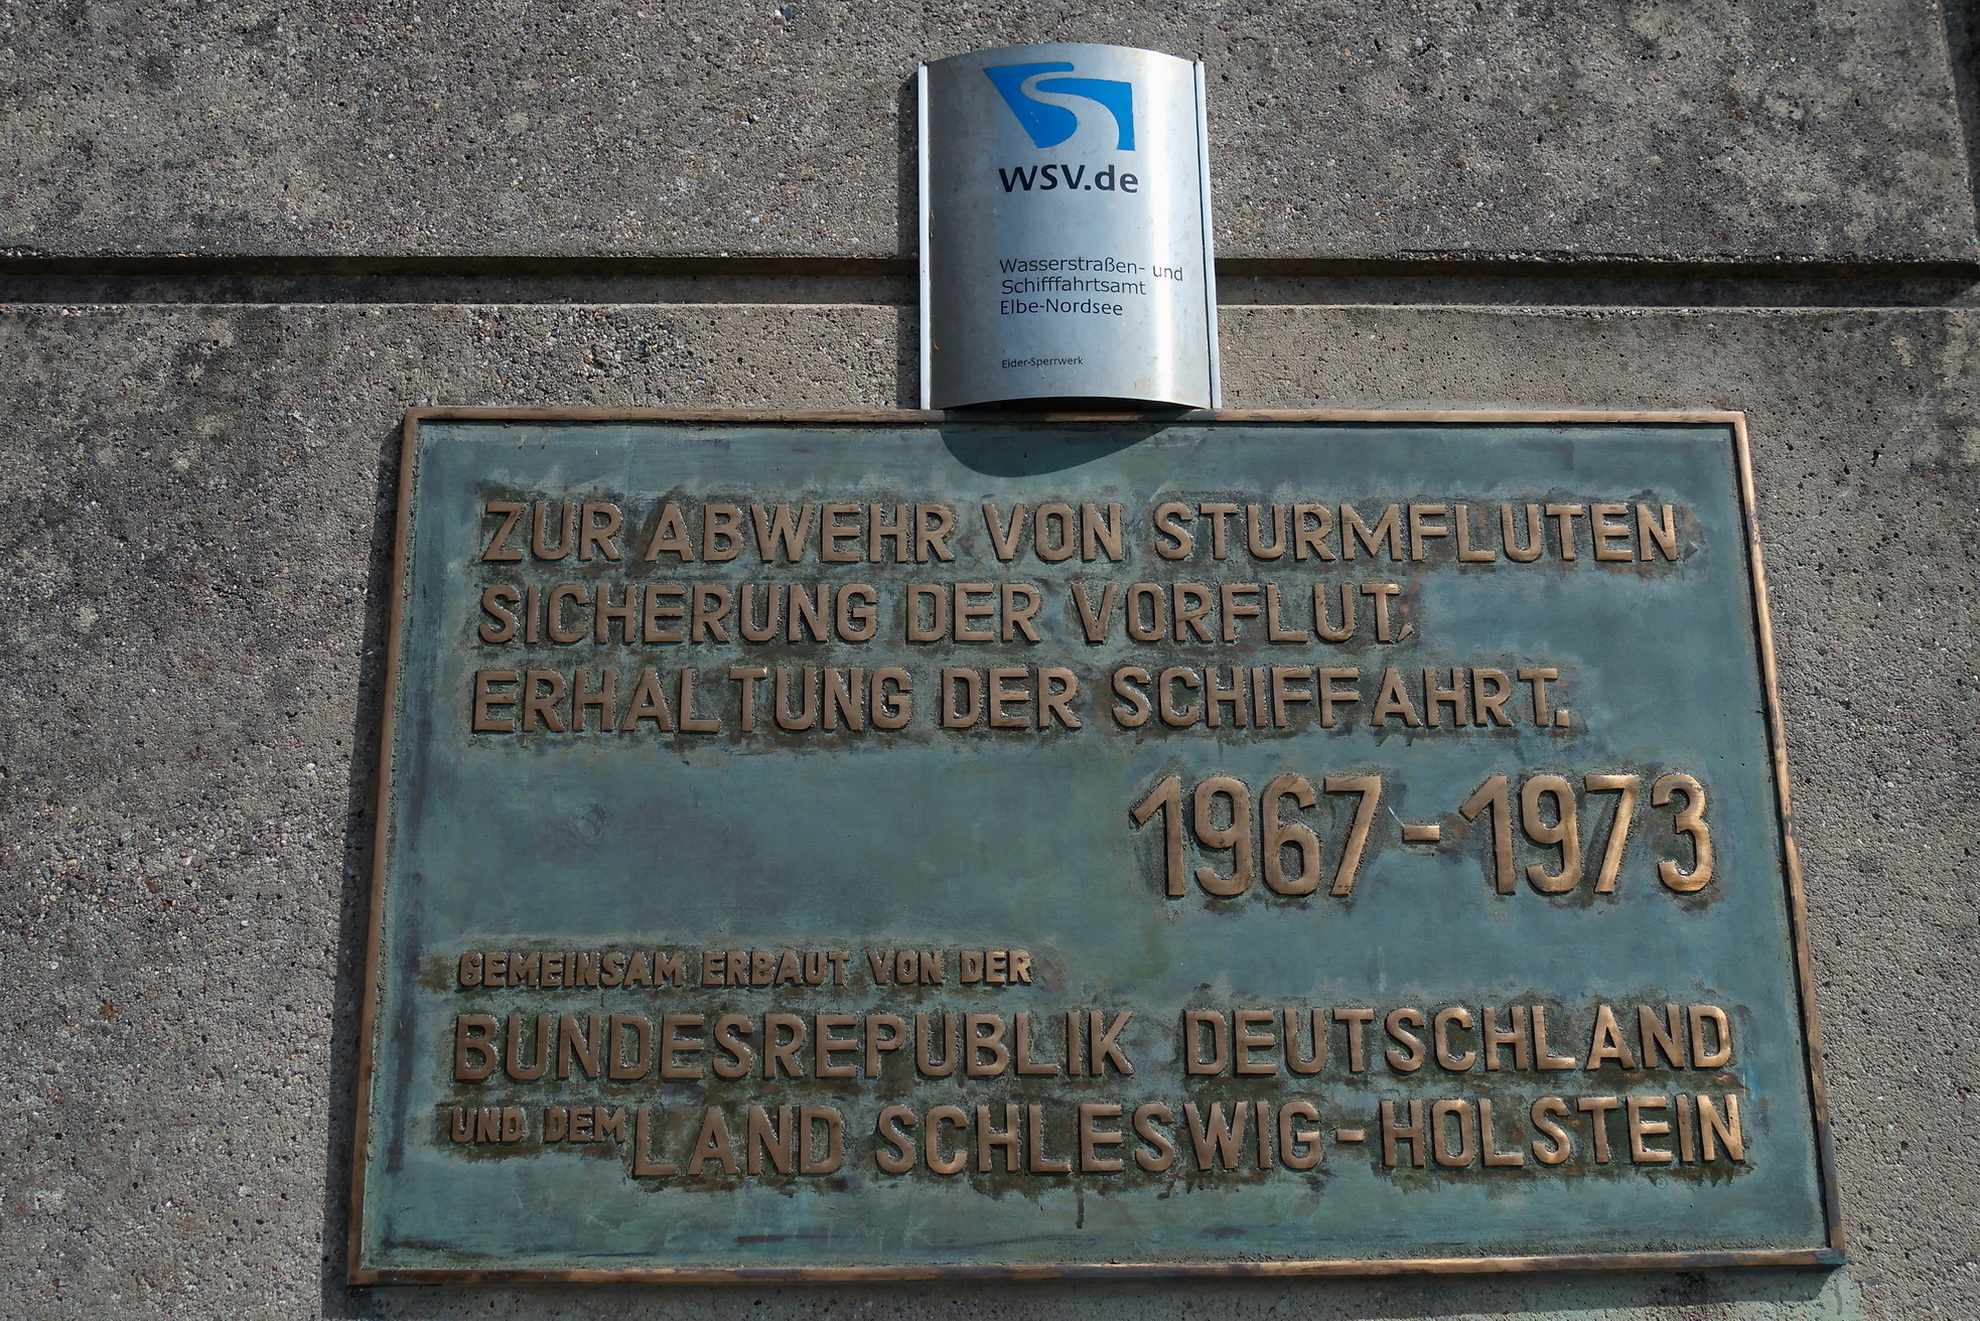 WSV.de
Wasserstraßen- und
Schifffahrtsamt
Elbe-Nordsee
Eider-Sperrwerk
ZUR ABWEHR VON STURMFLUTEN
SICHERUNG DER VORFLUT,
ERHALTUNG DER SCHIFFAHRT.
1967-1973
GEMEINSAM ERBAUT VON DER
BUNDESREPUBLIK DEUTSCHLAND
UND DEM LAND SCHLESWIG-HOLSTEIN